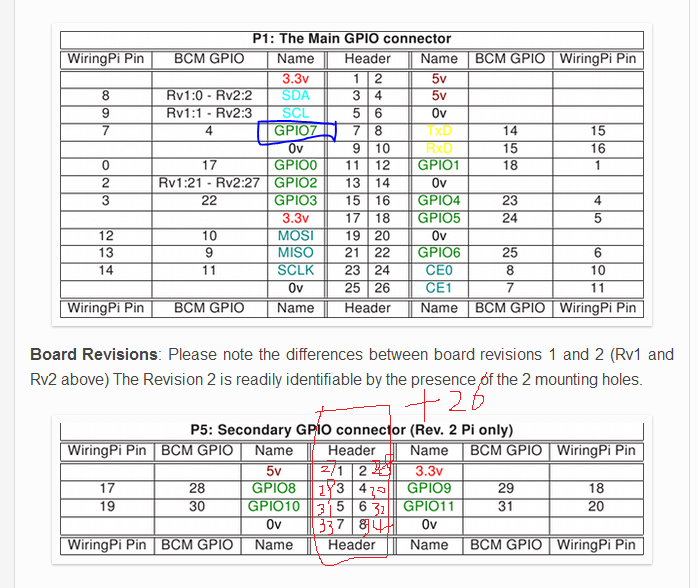 P1: The Main GPIO connector
WiringPi Pin BCM GPIO Name Header Name BCM GPIO WiringPi Pin
3.3v 1 2 5v
8 Rv1:0 - Rv2:2 SDA 3 4 5v
9 Rv1:1 - Rv2:3 SCL 5 6 0v
7 4 GPIO7 7 8 TxD 14 15
0v 9 10 RxD 15 16
0 17 GPIO0 11 12 GPIO1 18 1
2 Rv1:21 - Rv2:27 GPIO2 13 14 0v
3 22 GPIO3 15 16 GPIO4 23 4
3.3v 17 18 GPIO5 24 5
12 10 MOSI 19 20 0v
13 9 MISO 21 22 GPIO6 25 6
14 11 SCLK 23 24 CE0 8 10
0v 25 26 CE1 7 11
WiringPi Pin BCM GPIO Name Header Name BCM GPIO WiringPi Pin
Board Revisions: Please note the differences between board revisions 1 and 2 (Rv1 and
Rv2 above) The Revision 2 is readily identifiable by the presence of the 2 mounting holes.
+26
P5: Secondary GPIO connector (Rev. 2 Pi only)
WiringPi Pin BCM GPIO Name Header Name BCM GPIO WiringPi Pin
5v 27 1 2 28 3.3v
17 28 GPIO8 29 3 4 30 GPIO9 29 18
19 30 GPIO10 31 5 6 32 GPIO11 31 20
0v 33 7 8 34 0v
WiringPi Pin BCM GPIO Name Header Name BCM GPIO WiringPi Pin